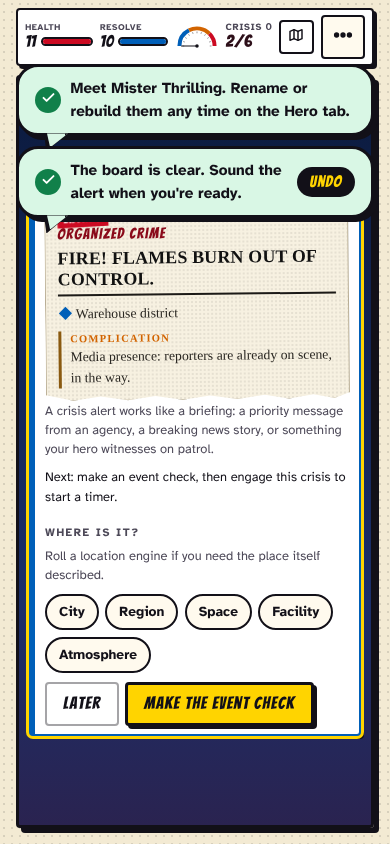 HEALTH
11
RESOLVE
10
CRISIS 0
2/6
Meet Mister Thrilling. Rename or
rebuild them any time on the Hero tab.
The board is clear. Sound the
alert when you're ready.
UNDO
ORGANIZED CRIME
FIRE! FLAMES BURN OUT OF
CONTROL.
Warehouse district
COMPLICATION
Media presence: reporters are already on scene,
in the way.
A crisis alert works like a briefing: a priority message
from an agency, a breaking news story, or something
your hero witnesses on patrol.
Next: make an event check, then engage this crisis to
start a timer.
WHERE IS IT?
Roll a location engine if you need the place itself
described.
City
Region
Space
Facility
Atmosphere
LATER
MAKE THE EVENT CHECK